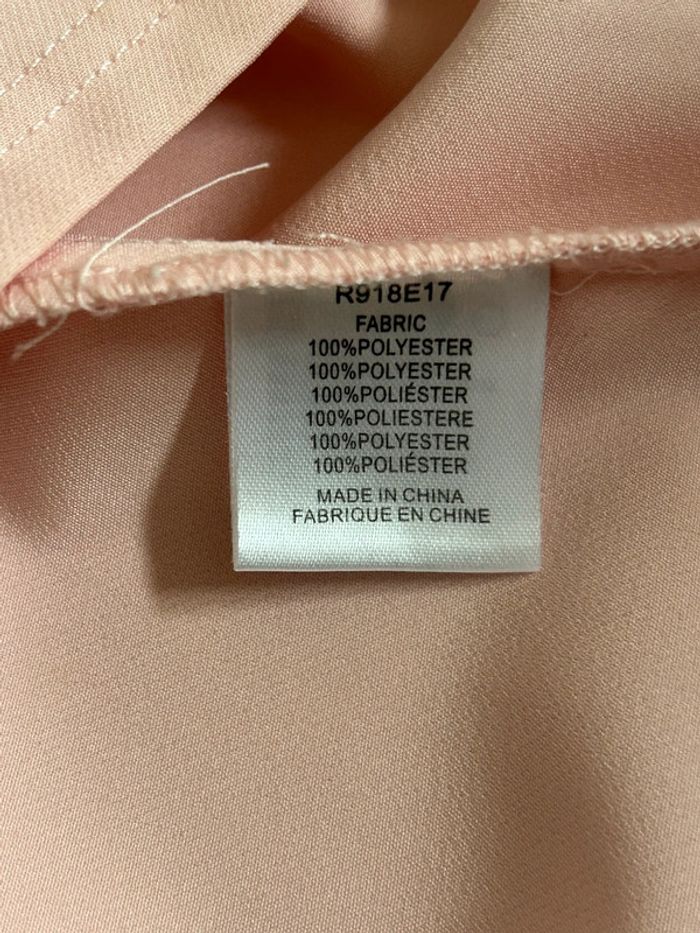 R918E17
FABRIC
100%POLYESTER
100%POLYESTER
100%POLIÉSTER
100%POLIESTERE
100%POLYESTER
100%POLIÉSTER
MADE IN CHINA
FABRIQUE EN CHINE